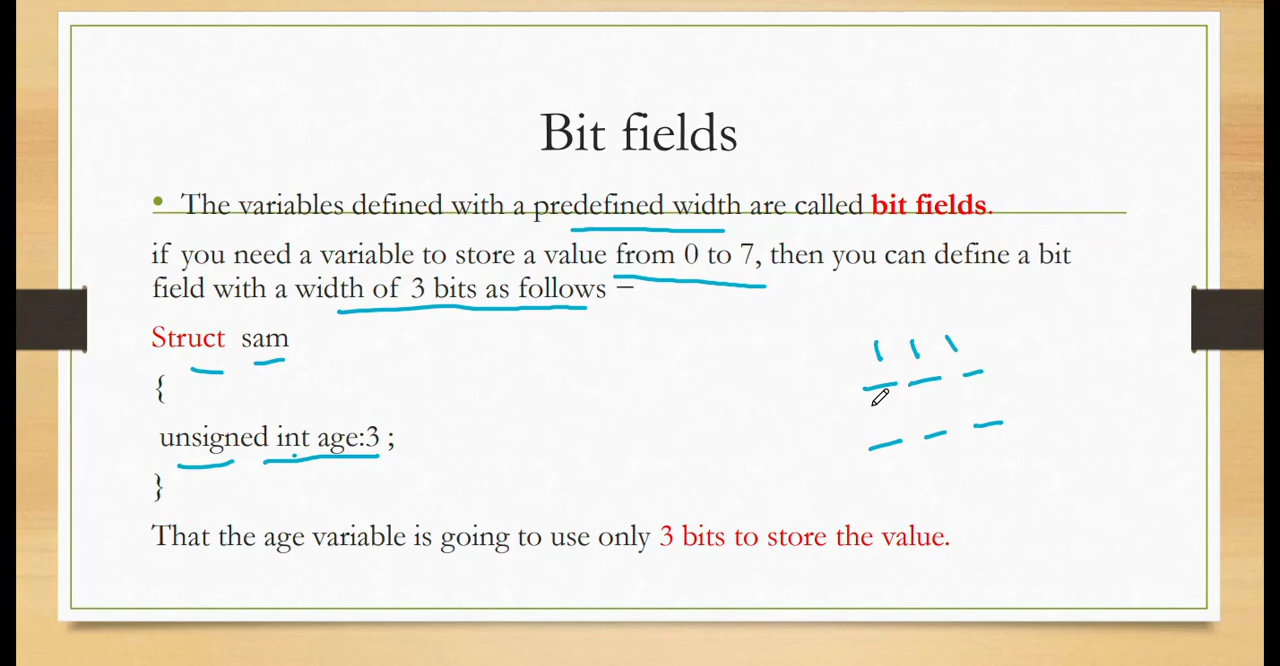 Bit fields
• The variables defined with a predefined width are called bit fields.
if you need a variable to store a value from 0 to 7, then you can define a bit
field with a width of 3 bits as follows −
Struct sam
{
unsigned int age:3 ;
}
1 1 1
That the age variable is going to use only 3 bits to store the value.